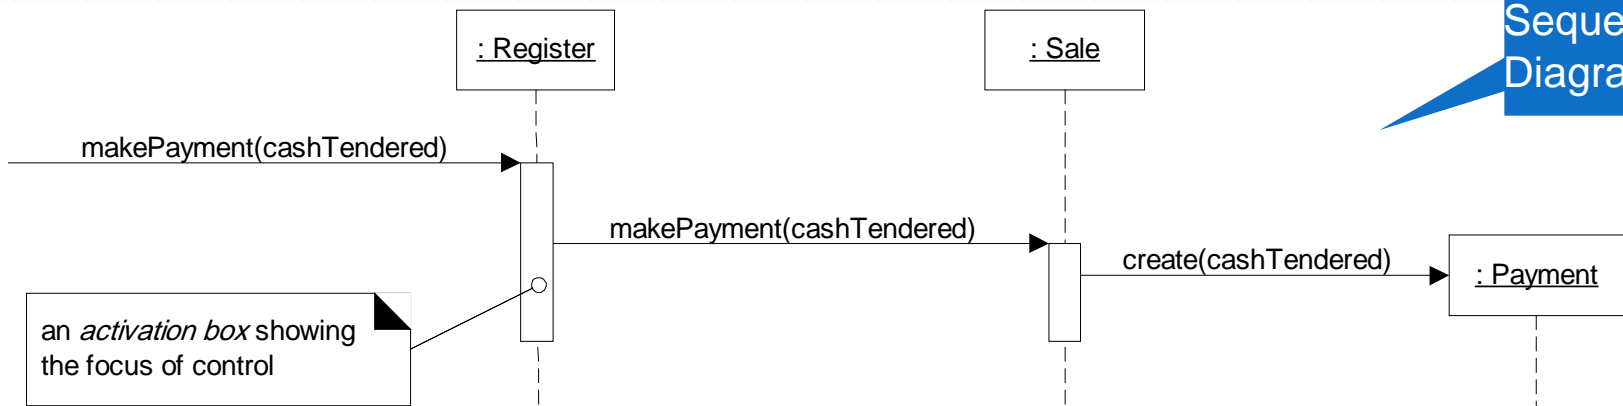 Seque
Diagra
: Register
: Sale
makePayment(cashTendered)
makePayment(cashTendered)
create(cashTendered)
: Payment
an activation box showing
the focus of control